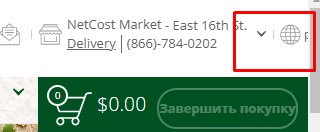 NetCost Market - East 16th St.
Delivery | (866)-784-0202
0
$0.00
Завершить покупку